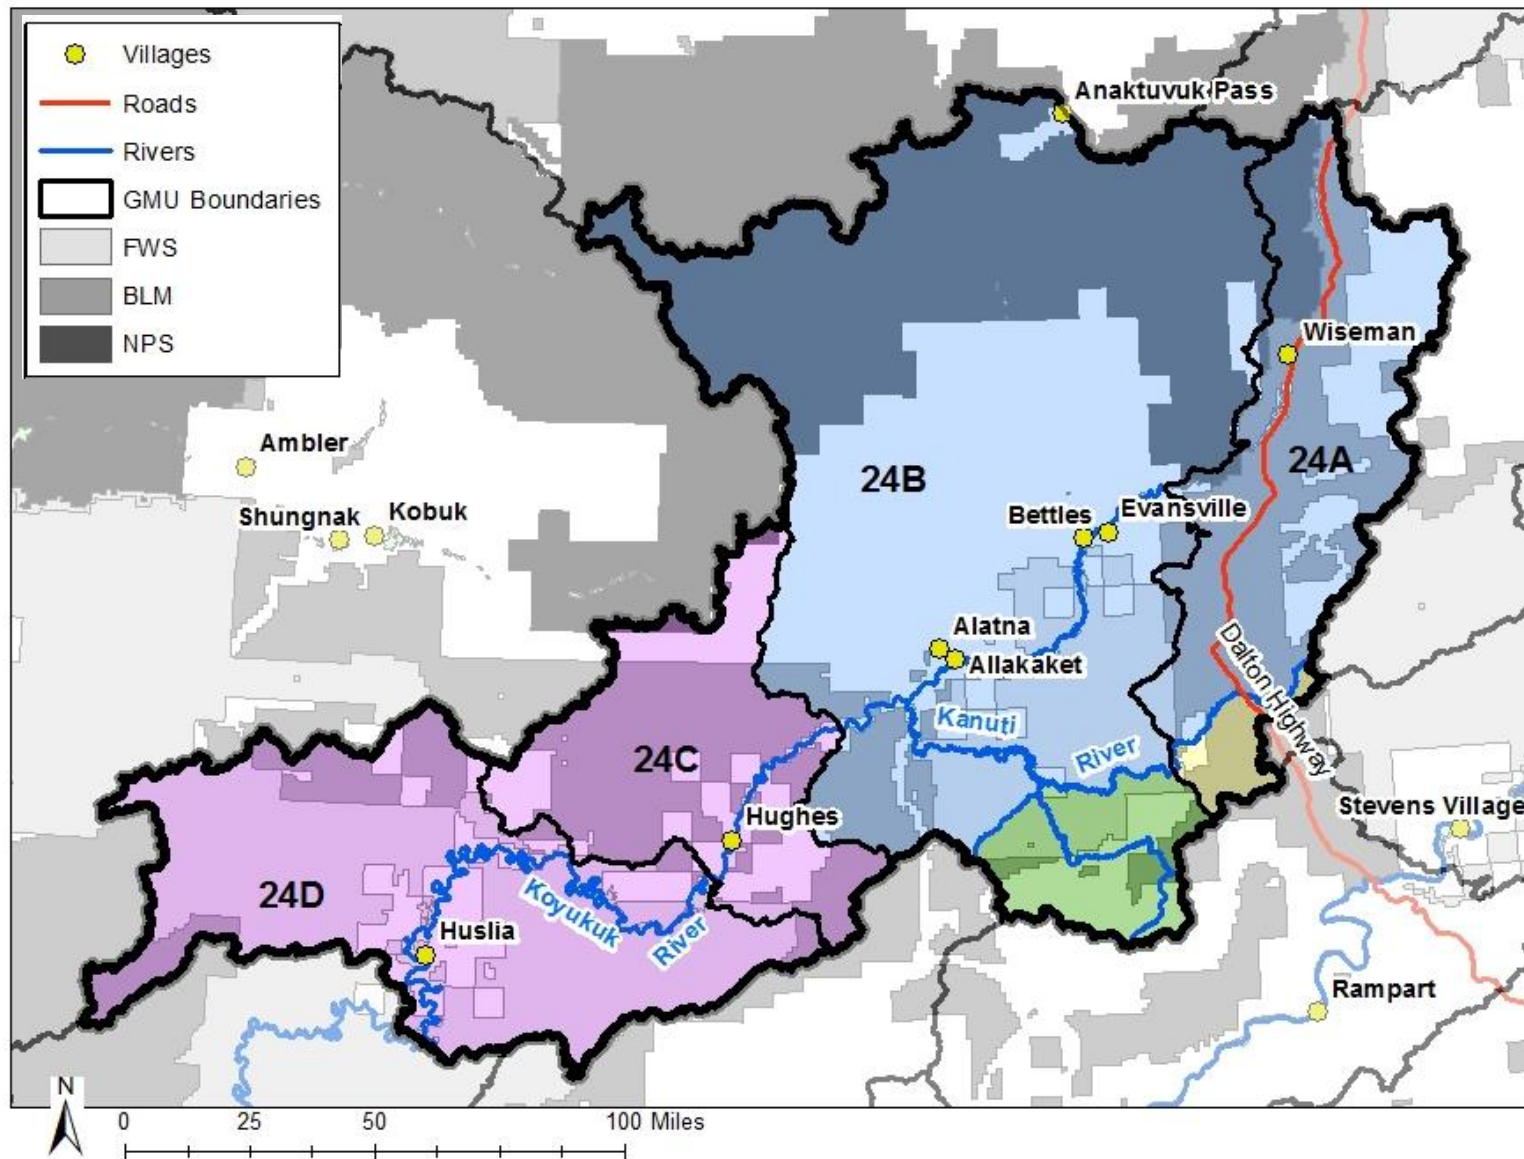 Villages
Roads
Rivers
GMU Boundaries
FWS
BLM
NPS
Anaktuvuk Pass
Wiseman
Ambler
24B
24A
Shungnak
Kobuk
Bettles
Evansville
Alatna
Allakaket
Dalton Highway
Kanuti
River
24C
Hughes
Stevens Village
24D
Koyukuk
River
Huslia
Rampart
N
0 25 50 100 Miles